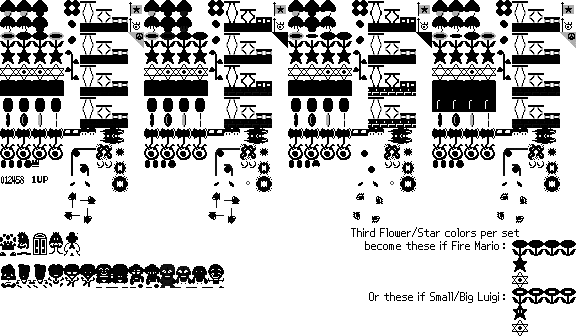 012458 1UP
Third Flower/Star colors per set
become these if Fire Mario:
Or these if Small/Big Luigi: